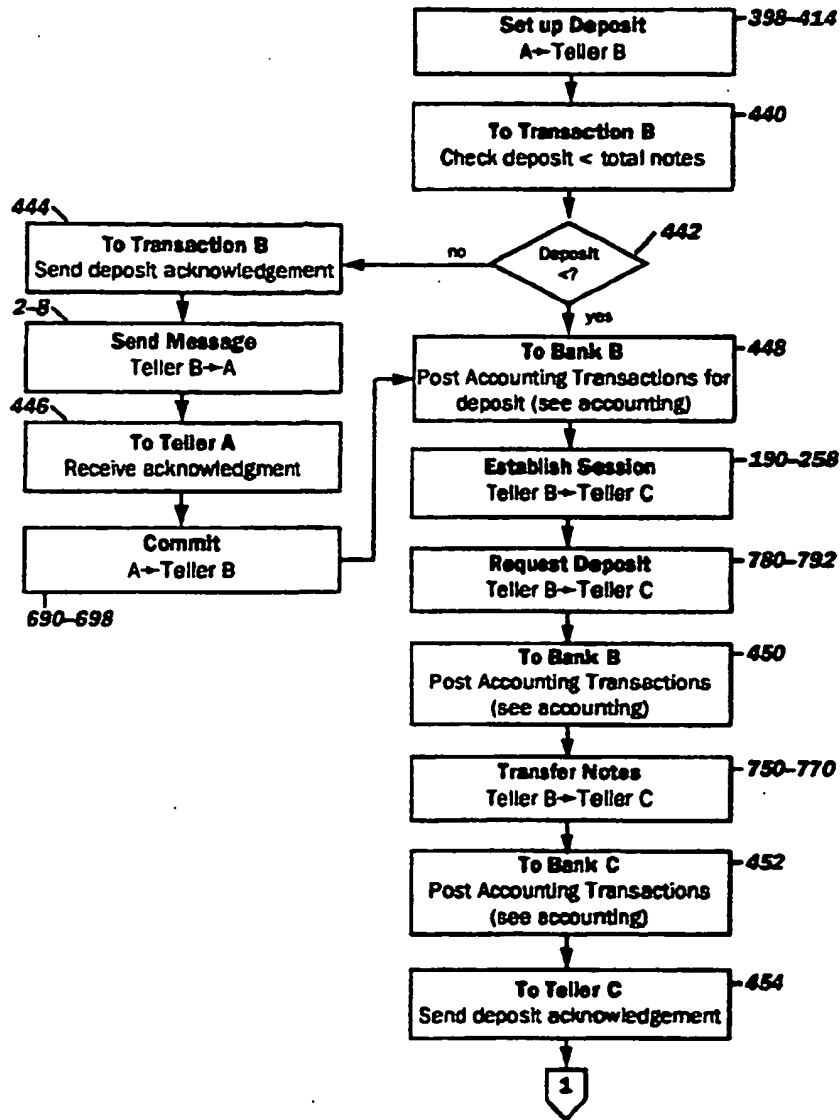 Set up Deposit
A→Teller B
398–414
To Transaction B
Check deposit < total notes
440
Deposit
<?
442
no
yes
444
To Transaction B
Send deposit acknowledgement
2–8
Send Message
Teller B→A
446
To Teller A
Receive acknowledgment
Commit
A→Teller B
690–698
To Bank B
Post Accounting Transactions for
deposit (see accounting)
448
Establish Session
Teller B→Teller C
190–258
Request Deposit
Teller B→Teller C
780–792
To Bank B
Post Accounting Transactions
(see accounting)
450
Transfer Notes
Teller B→Teller C
750–770
To Bank C
Post Accounting Transactions
(see accounting)
452
To Teller C
Send deposit acknowledgement
454
1